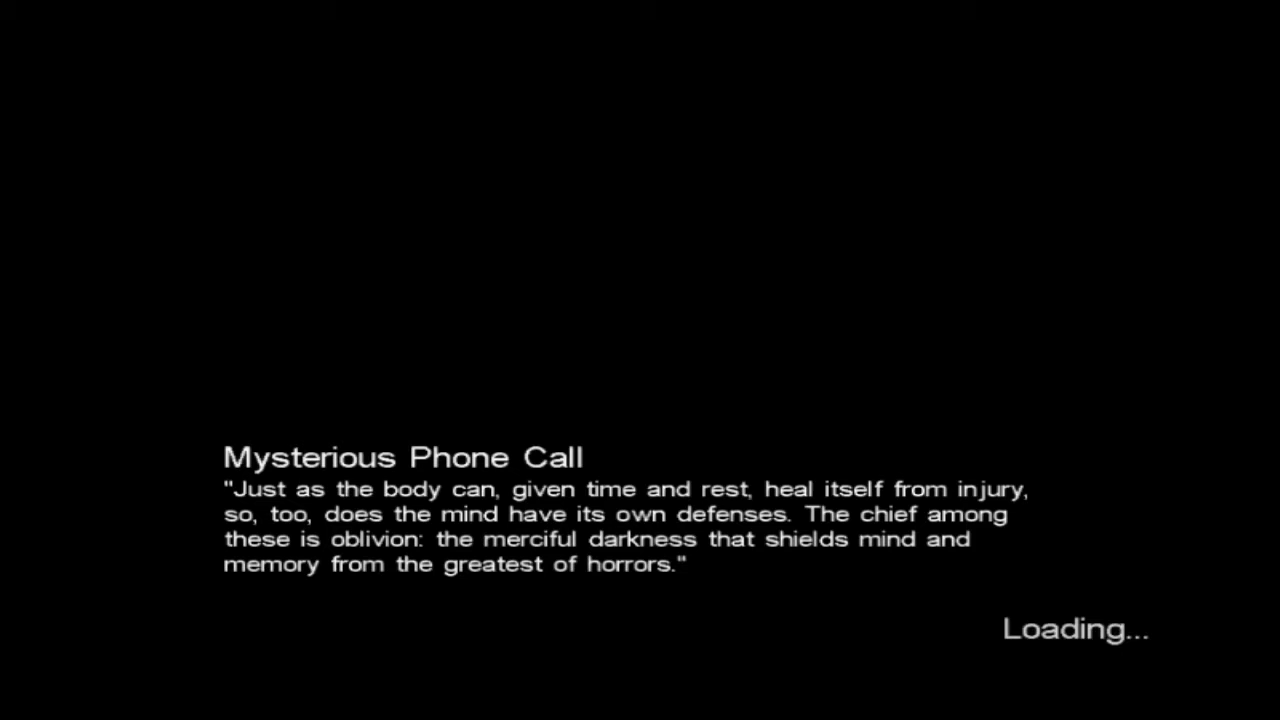 Mysterious Phone Call
"Just as the body can, given time and rest, heal itself from injury,
so, too, does the mind have its own defenses. The chief among
these is oblivion: the merciful darkness that shields mind and
memory from the greatest of horrors."
Loading...